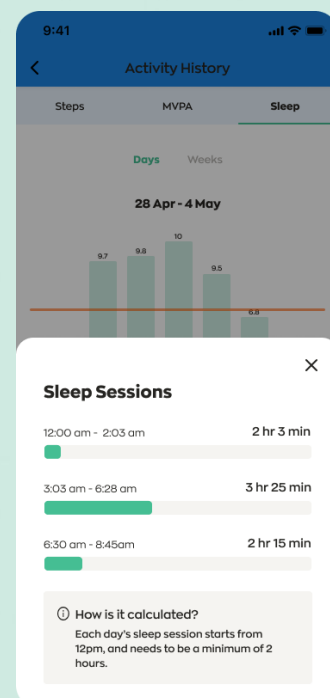 9:41
Activity History
Steps MVPA Sleep
Days Weeks
28 Apr - 4 May
10
9.8
9.7
9.5
6.8
Sleep Sessions
12:00 am - 2:03 am 2 hr 3 min
3:03 am - 6:28 am 3 hr 25 min
6:30 am - 8:45am 2 hr 15 min
How is it calculated?
Each day's sleep session starts from
12pm, and needs to be a minimum of 2
hours.